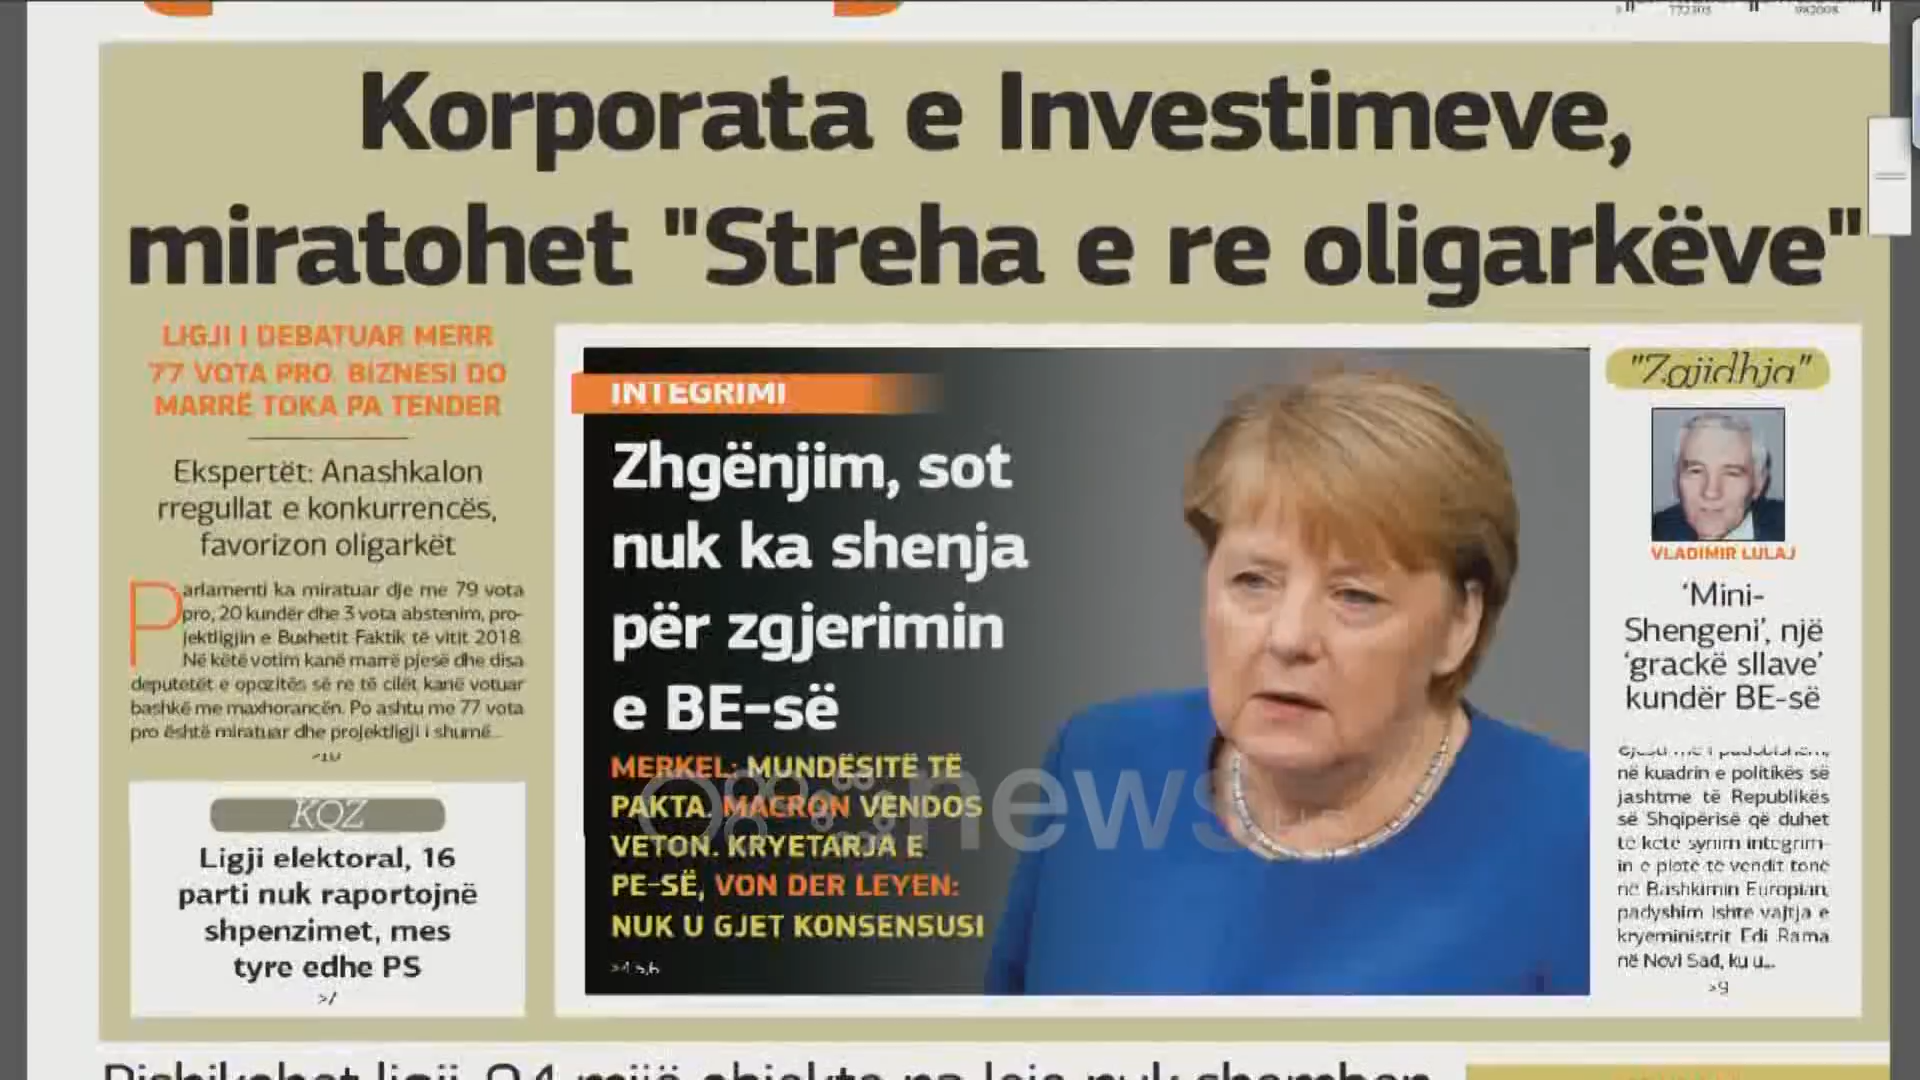 Korporata e Investimeve,
miratohet "Streha e re oligarkëve"
LIGJI I DEBATUAR MERR
77 VOTA PRO. BIZNESI DO
MARRË TOKA PA TENDER
Ekspertët: Anashkalon
rregullat e konkurrencës,
favorizon oligarkët
Parlamenti ka miratuar dje me 79 vota
pro, 20 kundër dhe 3 vota abstenim, pro-
jektligjin e Buxhetit Faktik të vitit 2018.
Në këtë votim kanë marrë pjesë dhe disa
deputetët e opozitës së re të cilët kanë votuar
bashkë me maxhorancën. Po ashtu me 77 vota
pro është miratuar dhe projektligji i shumë...
>10
KQZ
Ligji elektoral, 16
parti nuk raportojnë
shpenzimet, mes
tyre edhe PS
>7
INTEGRIMI
Zhgënjim, sot
nuk ka shenja
për zgjerimin
e BE-së
MERKEL: MUNDËSITË TË
PAKTA. MACRON VENDOS
VETON. KRYETARJA E
PE-SË, VON DER LEYEN:
NUK U GJET KONSENSUSI
>4 5,6
news
"Zgjidhja"
VLADIMIR LULAJ
'Mini-
Shengeni', një
'grackë sllave'
kundër BE-së
në kuadrin e politikës së
jashtme të Republikës
së Shqipërisë që duhet
të ketë synim integrim-
in e plotë të vendit tonë
në Bashkimin Europian,
padyshim ishte vajtja e
kryeministrit Edi Rama
në Novi Sad, ku u...
>9